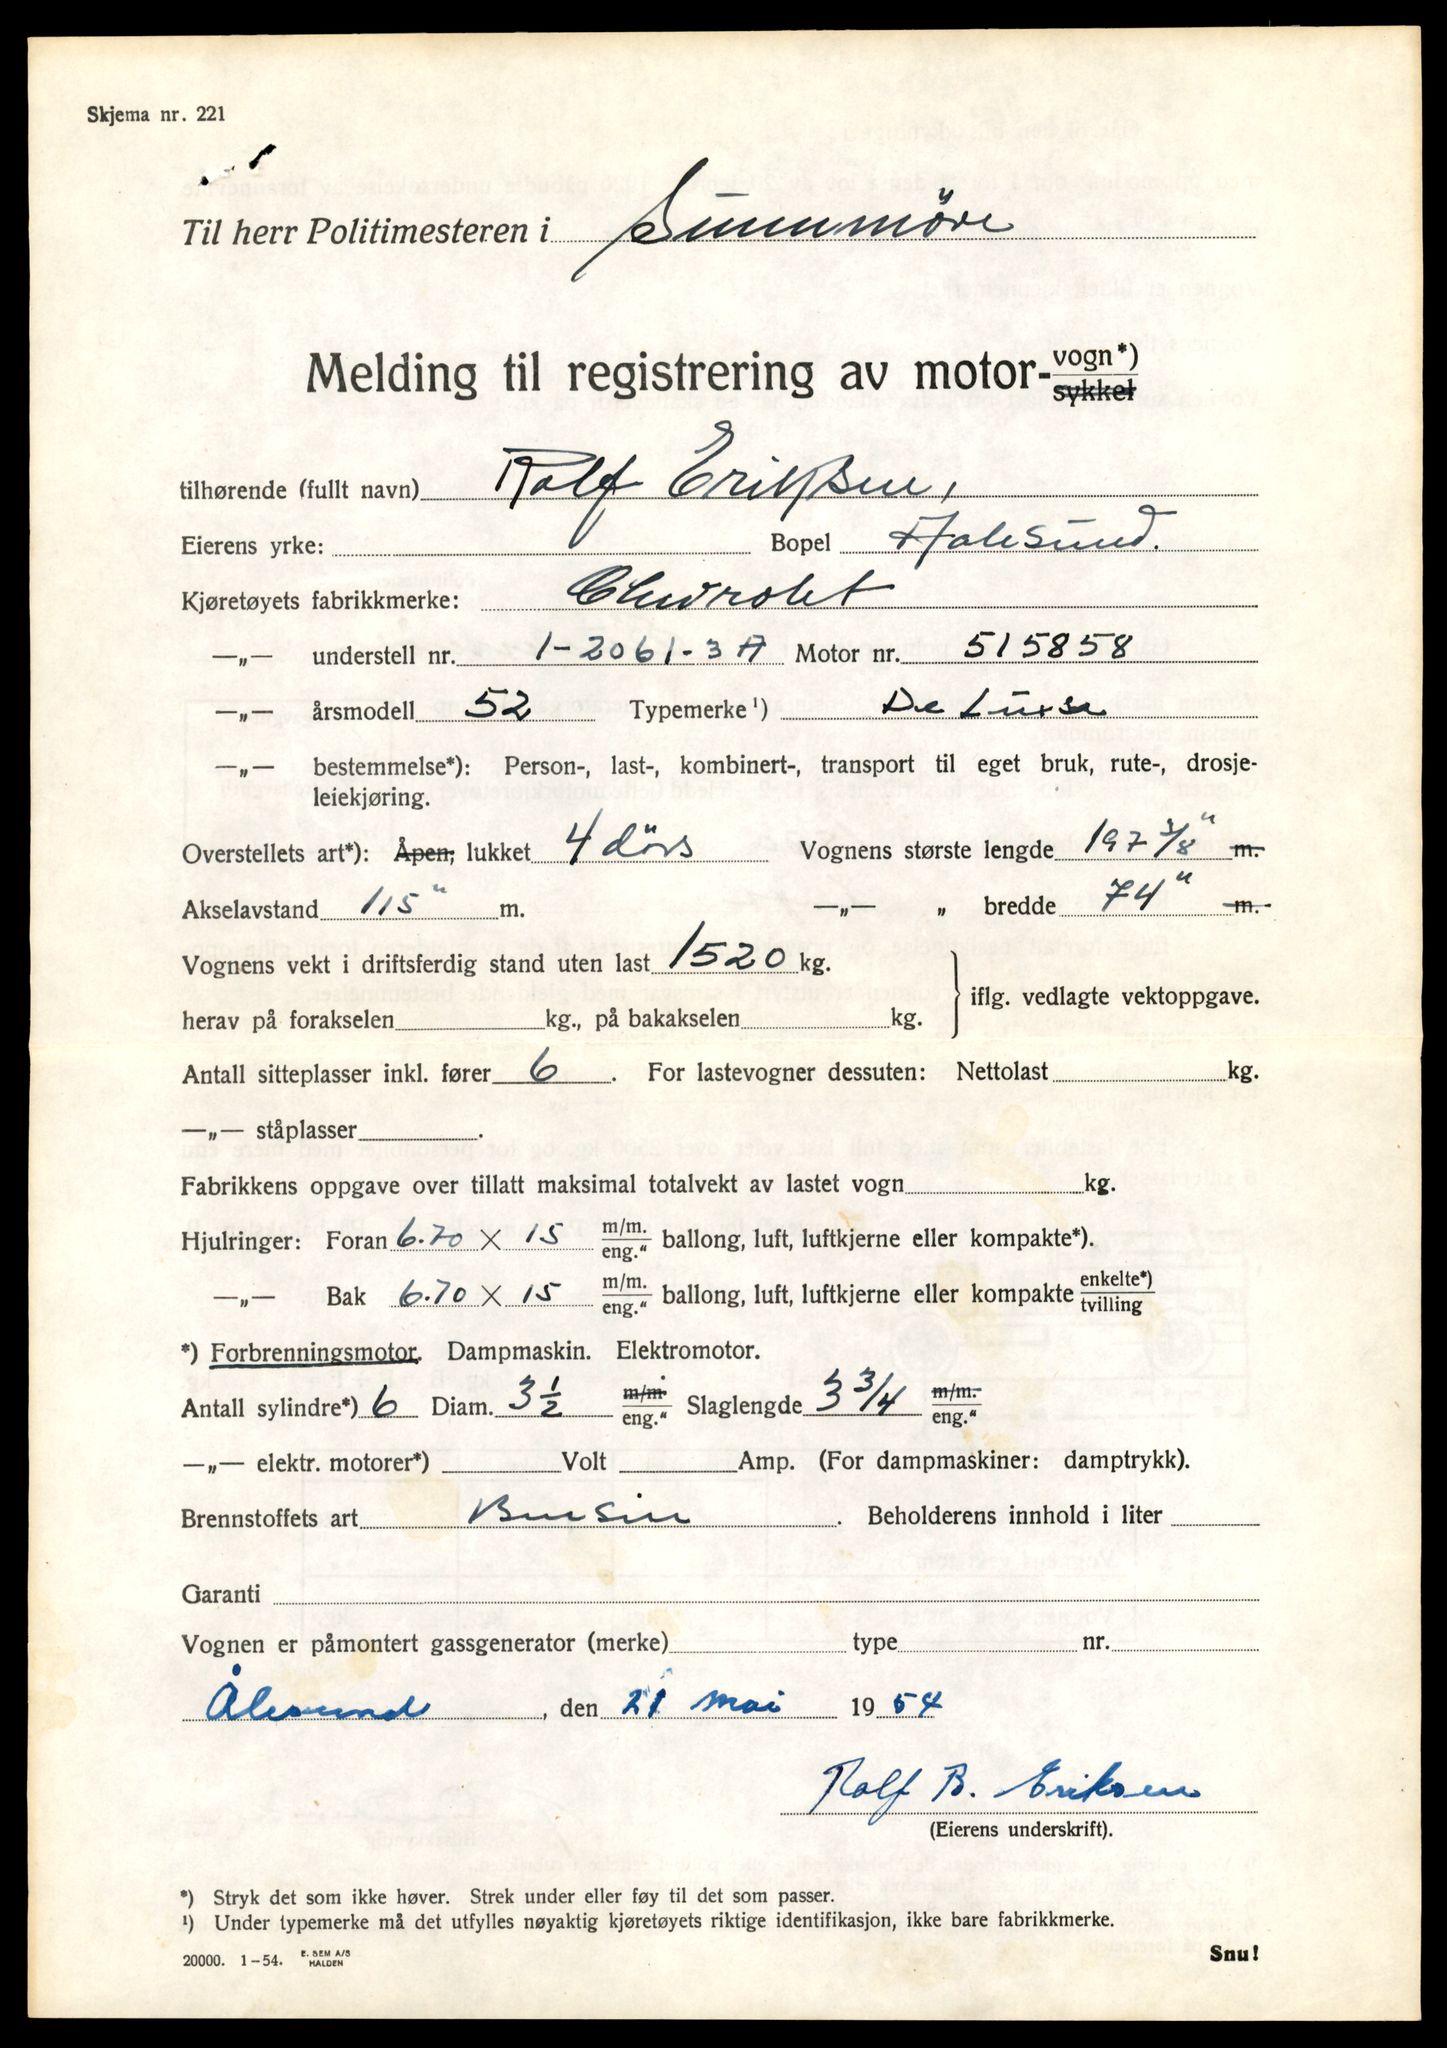 Skjema nr. 221
Til herr Politimesteren i Sunnmöre
Melding til registrering av motor-vogn*)
sykkel
tilhørende (fullt navn) Rolf Eriksen,
Eierens yrke: Bopel Aalesund.
Kjøretøyets fabrikkmerke: Chevrolet
—„— understell nr. 1-2061-3A Motor nr. 515858
—„— årsmodell 52 Typemerke¹) De Luxe
—„— bestemmelse*): Person-, last-, kombinert-, transport til eget bruk, rute-, drosje-
leiekjøring.
Overstellets art*): Åpen, lukket 4 dörs Vognens største lengde 197 3/8" m.
Akselavstand 115" m. —„— „ bredde 74" m.
Vognens vekt i driftsferdig stand uten last 1520 kg.
herav på forakselen kg., på bakakselen kg. iflg. vedlagte vektoppgave.
Antall sitteplasser inkl. fører 6. For lastevogner dessuten: Nettolast kg.
—„— ståplasser.
Fabrikkens oppgave over tillatt maksimal totalvekt av lastet vogn kg.
Hjulringer: Foran 6.70 × 15 m/m. eng." ballong, luft, luftkjerne eller kompakte*).
—„— Bak 6.70 × 15 m/m. eng." ballong, luft, luftkjerne eller kompakte enkelte*) tvilling
*) Forbrenningsmotor. Dampmaskin. Elektromotor.
Antall sylindre*) 6 Diam. 3 1/2 m/m eng." Slaglengde 3 3/4 m/m. eng."
—„— elektr. motorer*) Volt Amp. (For dampmaskiner: damptrykk).
Brennstoffets art Bensin. Beholderens innhold i liter
Garanti
Vognen er påmontert gassgenerator (merke) type nr.
Ålesund, den 21 mai 1954
Rolf B. Eriksen
(Eierens underskrift).
*) Stryk det som ikke høver. Strek under eller føy til det som passer.
¹) Under typemerke må det utfylles nøyaktig kjøretøyets riktige identifikasjon, ikke bare fabrikkmerke.
20000. 1-54. E. SEM A/S HALDEN Snu!